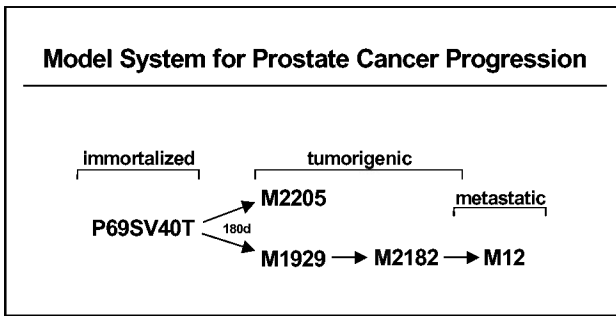 Model System for Prostate Cancer Progression
immortalized
tumorigenic
M2205
metastatic
P69SV40T
180d
M1929
M2182
M12